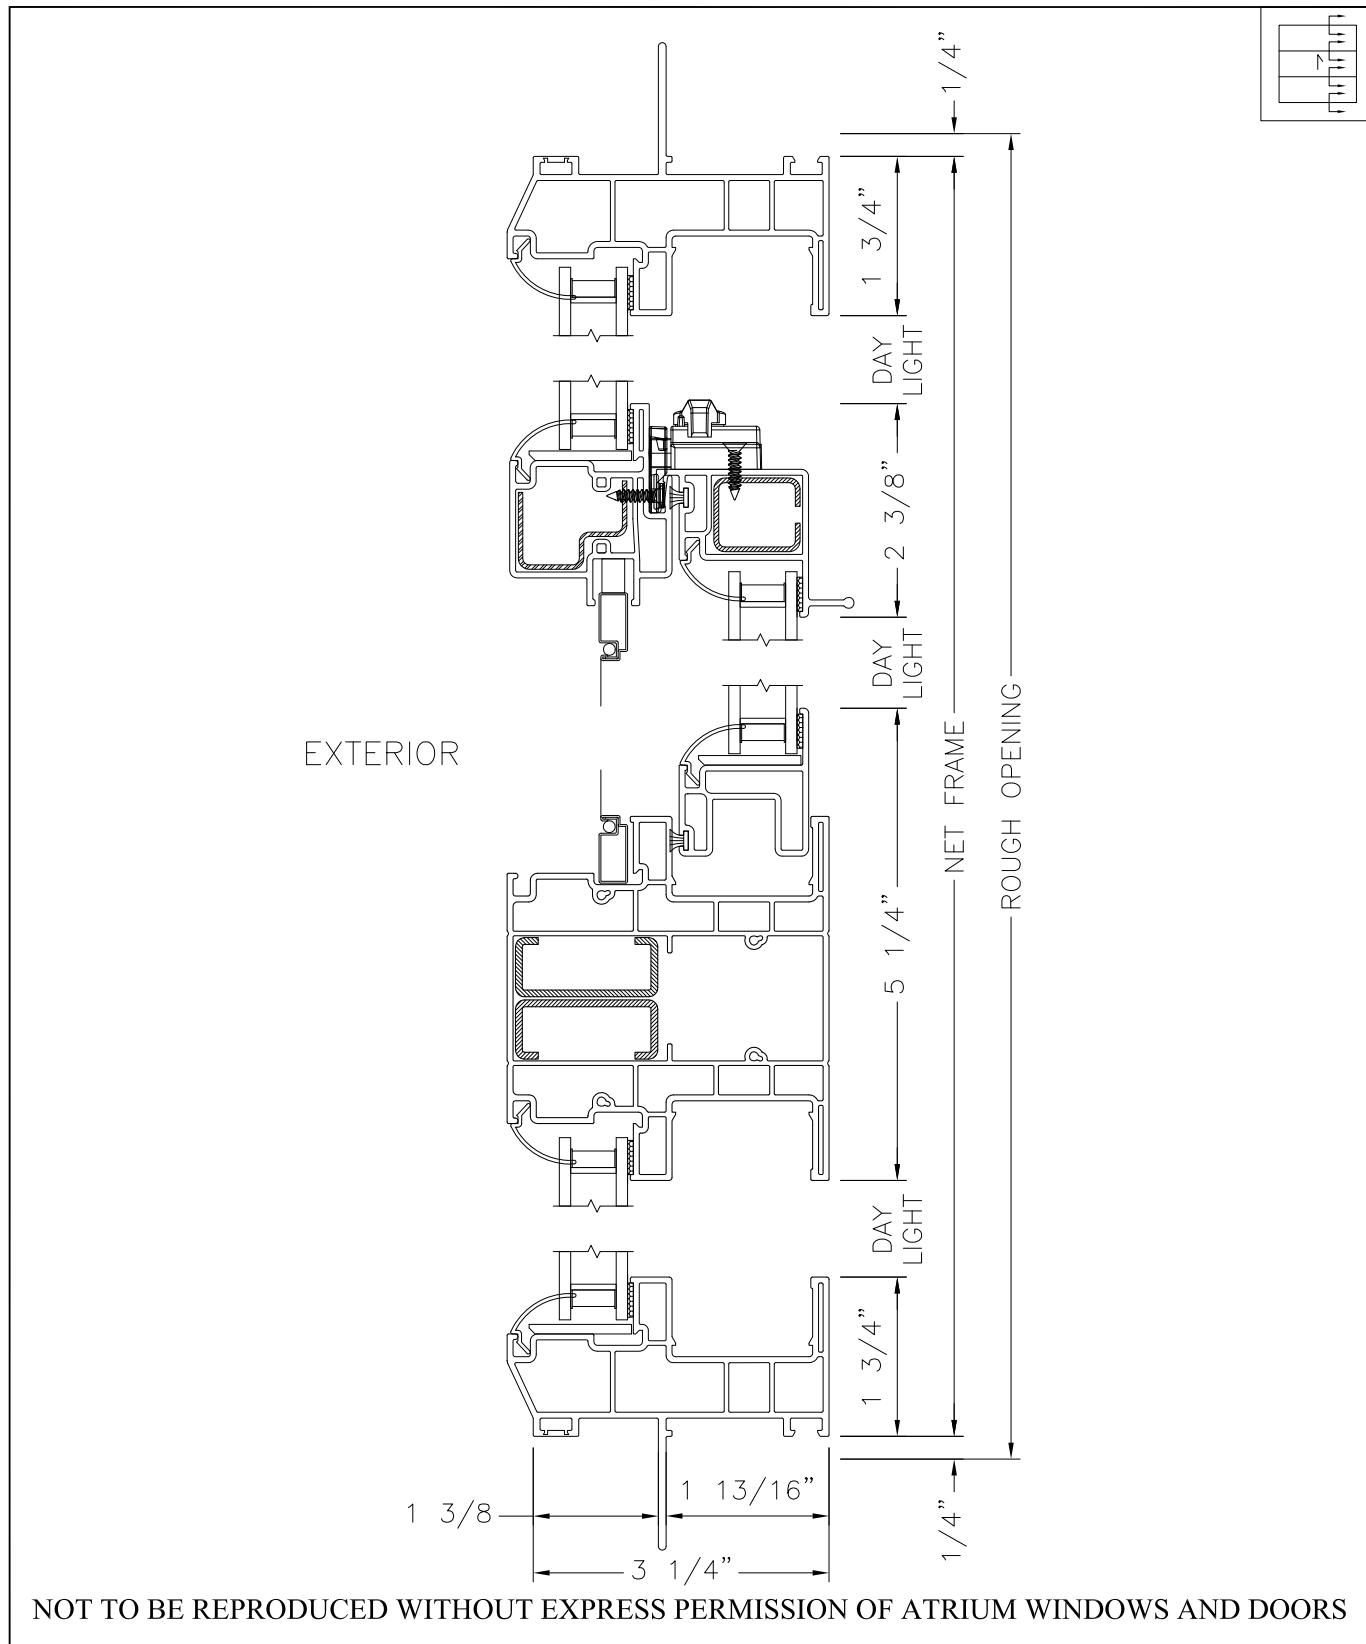 1/4”
1 3/4”
DAY
LIGHT
2 3/8”
DAY
LIGHT
EXTERIOR
NET FRAME
ROUGH OPENING
5 1/4”
DAY
LIGHT
1 3/4”
1 13/16”
1 3/8
1/4”
3 1/4”
NOT TO BE REPRODUCED WITHOUT EXPRESS PERMISSION OF ATRIUM WINDOWS AND DOORS